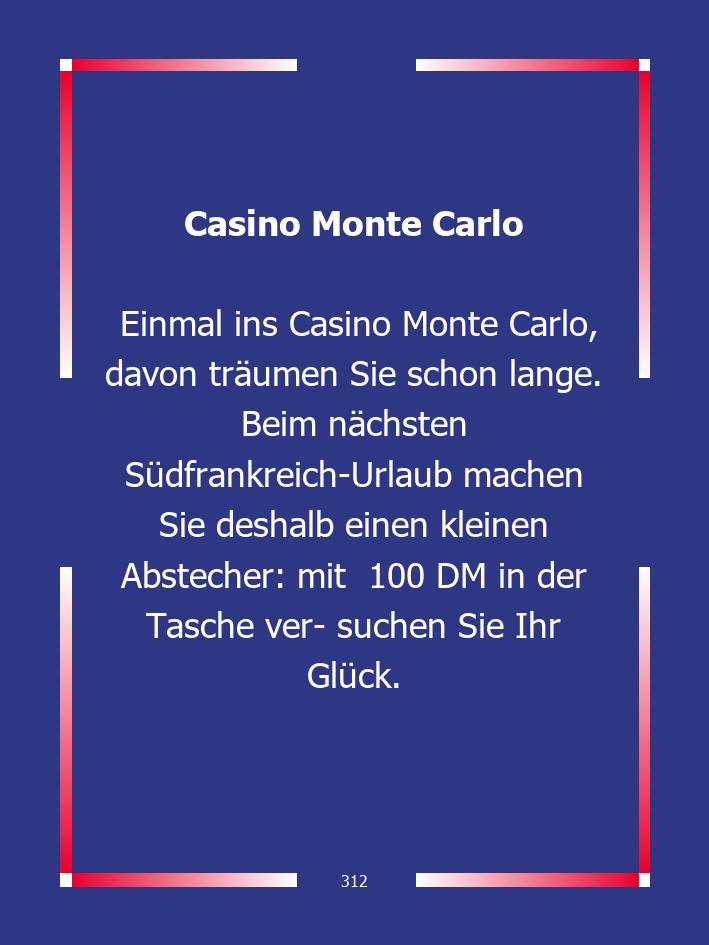 Casino Monte Carlo
Einmal ins Casino Monte Carlo,
davon träumen Sie schon lange.
Beim nächsten
Südfrankreich-Urlaub machen
Sie deshalb einen kleinen
Abstecher: mit  100 DM in der
Tasche ver- suchen Sie Ihr
Glück.
312